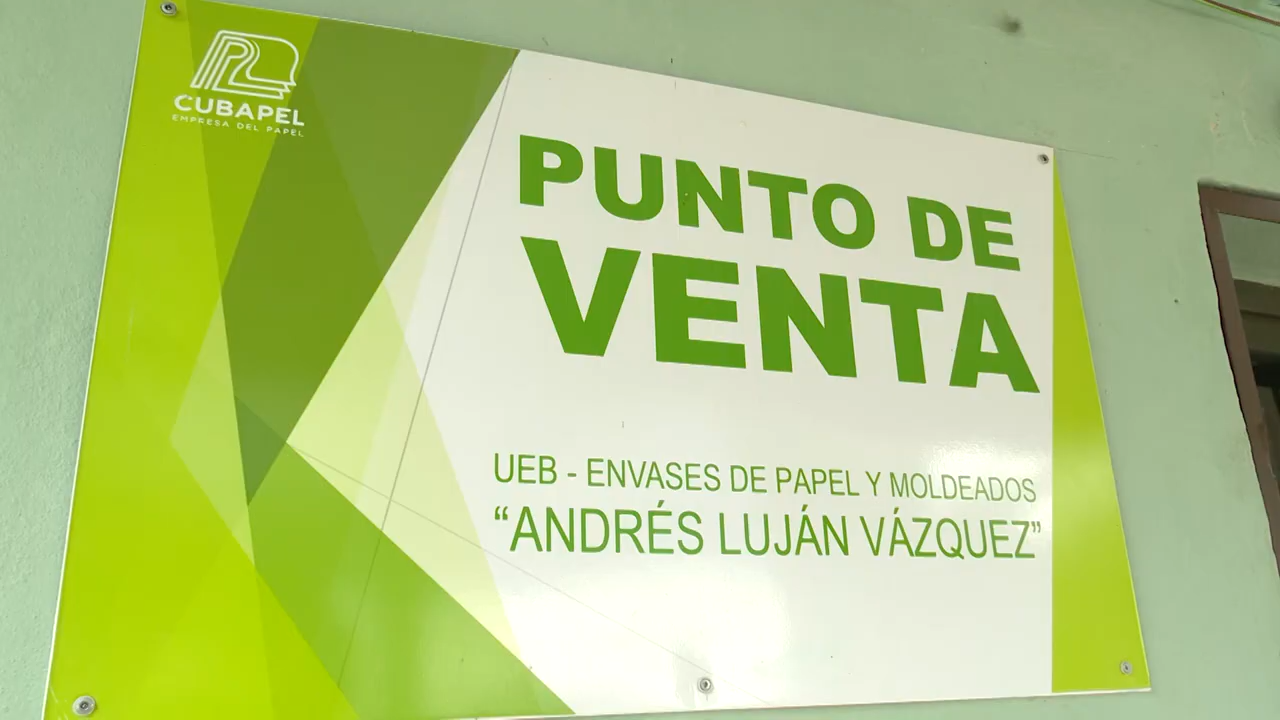 CUBAPEL
EMPRESA DEL PAPEL
PUNTO DE
VENTA
UEB - ENVASES DE PAPEL Y MOLDEADOS
“ANDRÉS LUJÁN VÁZQUEZ”